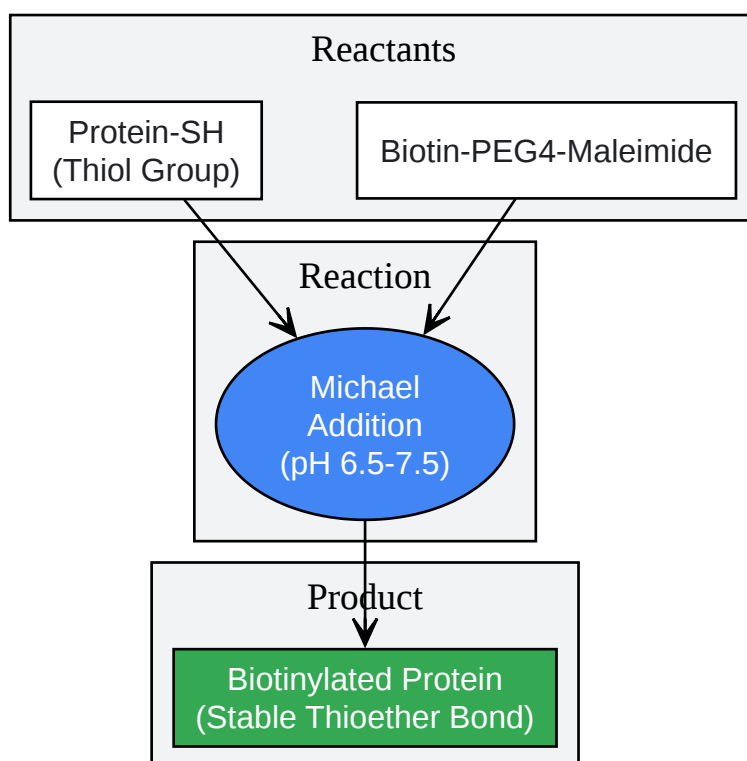 Reactants
Protein-SH
(Thiol Group)
Biotin-PEG4-Maleimide
Reaction
Michael
Addition
(pH 6.5-7.5)
Product
Biotinylated Protein
(Stable Thioether Bond)